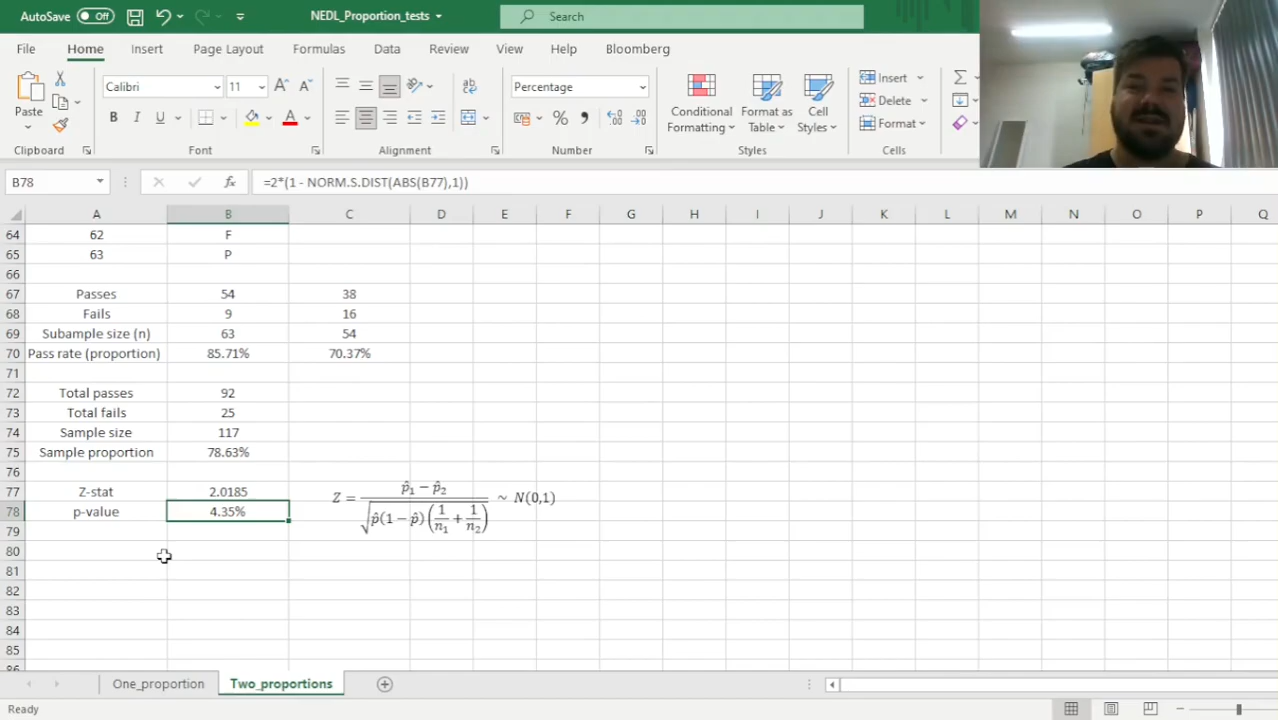 AutoSave Off NEDL_Proportion_tests Search
File Home Insert Page Layout Formulas Data Review View Help Bloomberg
Paste Calibri 11 Percentage Conditional Formatting Format as Table Cell Styles Insert Delete Format
Clipboard Font Alignment Number Styles Cells
B78 =2*(1 - NORM.S.DIST(ABS(B77),1))
A B C D E F G H I J K L M N O P Q
64 62 F
65 63 P
66
67 Passes 54 38
68 Fails 9 16
69 Subample size (n) 63 54
70 Pass rate (proportion) 85.71% 70.37%
71
72 Total passes 92
73 Total fails 25
74 Sample size 117
75 Sample proportion 78.63%
76
77 Z-stat 2.0185
78 p-value 4.35%
Z = p̂₁ − p̂₂ / √(p̂(1 − p̂)(1/n₁ + 1/n₂)) ~ N(0,1)
79
80
81
82
83
84
85
86
One_proportion Two_proportions
Ready